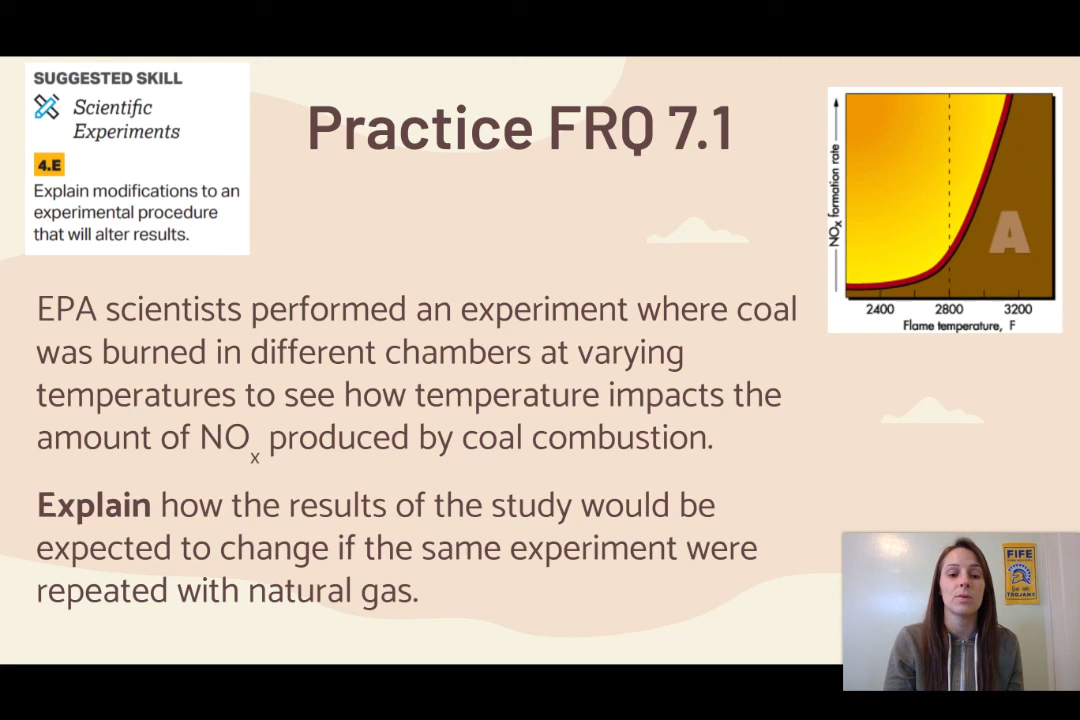 SUGGESTED SKILL
Scientific
Experiments
4.E
Explain modifications to an
experimental procedure
that will alter results.
Practice FRQ 7.1
NOx formation rate
A
2400 2800 3200
Flame temperature, F
EPA scientists performed an experiment where coal
was burned in different chambers at varying
temperatures to see how temperature impacts the
amount of NOx produced by coal combustion.
Explain how the results of the study would be
expected to change if the same experiment were
repeated with natural gas.
FIFE
TROJANS